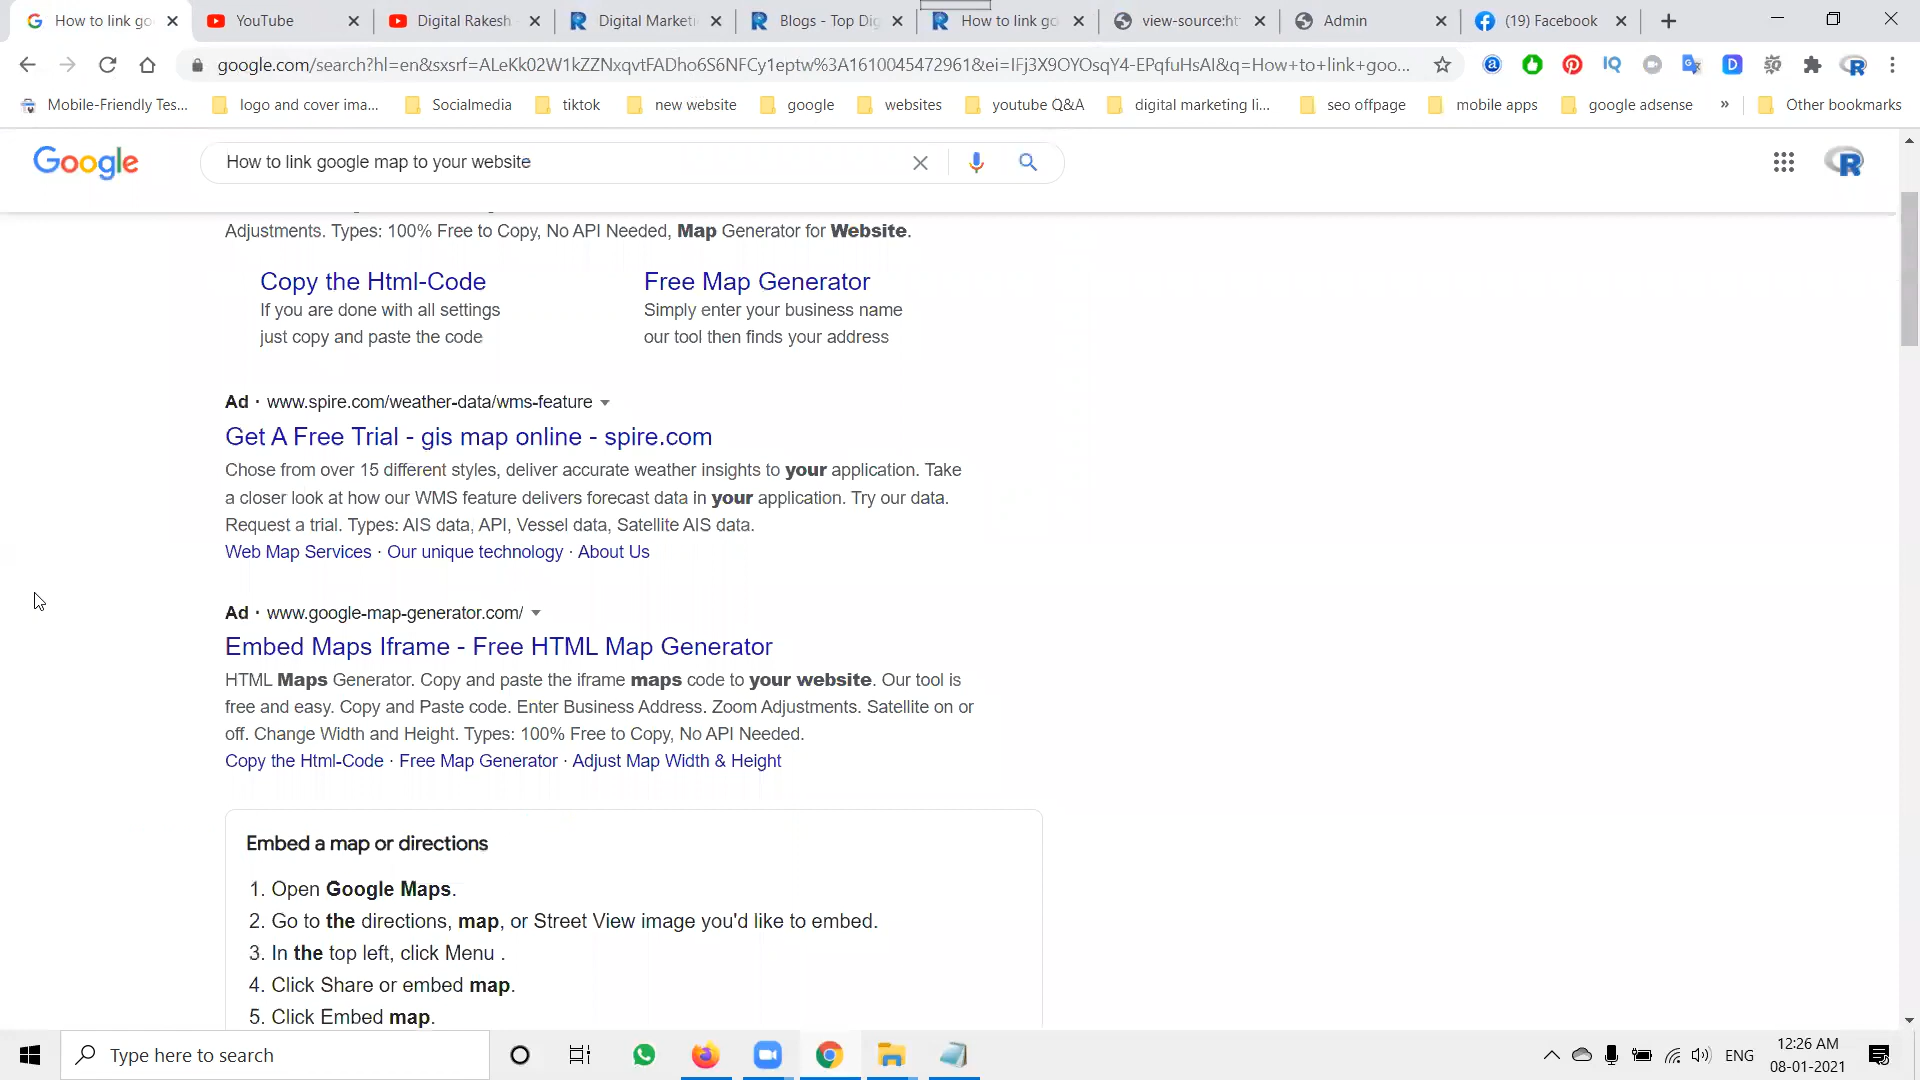 How to link go
YouTube
Digital Rakesh
Digital Marketi
Blogs - Top Dig
How to link go
view-source:ht
Admin
(19) Facebook
google.com/search?hl=en&sxsrf=ALeKk02W1kZZNxqvtFADho6S6NFCy1eptw%3A1610045472961&ei=IFj3X9OYOsqY4-EPqfuHsAI&q=How+to+link+goo...
Mobile-Friendly Tes...
logo and cover ima...
Socialmedia
tiktok
new website
google
websites
youtube Q&A
digital marketing li...
seo offpage
mobile apps
google adsense
»
Other bookmarks
Google
How to link google map to your website
Adjustments. Types: 100% Free to Copy, No API Needed, Map Generator for Website.
Copy the Html-Code
If you are done with all settings
just copy and paste the code
Free Map Generator
Simply enter your business name
our tool then finds your address
Ad · www.spire.com/weather-data/wms-feature
Get A Free Trial - gis map online - spire.com
Chose from over 15 different styles, deliver accurate weather insights to your application. Take
a closer look at how our WMS feature delivers forecast data in your application. Try our data.
Request a trial. Types: AIS data, API, Vessel data, Satellite AIS data.
Web Map Services · Our unique technology · About Us
Ad · www.google-map-generator.com/
Embed Maps Iframe - Free HTML Map Generator
HTML Maps Generator. Copy and paste the iframe maps code to your website. Our tool is
free and easy. Copy and Paste code. Enter Business Address. Zoom Adjustments. Satellite on or
off. Change Width and Height. Types: 100% Free to Copy, No API Needed.
Copy the Html-Code · Free Map Generator · Adjust Map Width & Height
Embed a map or directions
1. Open Google Maps.
2. Go to the directions, map, or Street View image you'd like to embed.
3. In the top left, click Menu .
4. Click Share or embed map.
5. Click Embed map.
Type here to search
ENG
12:26 AM
08-01-2021